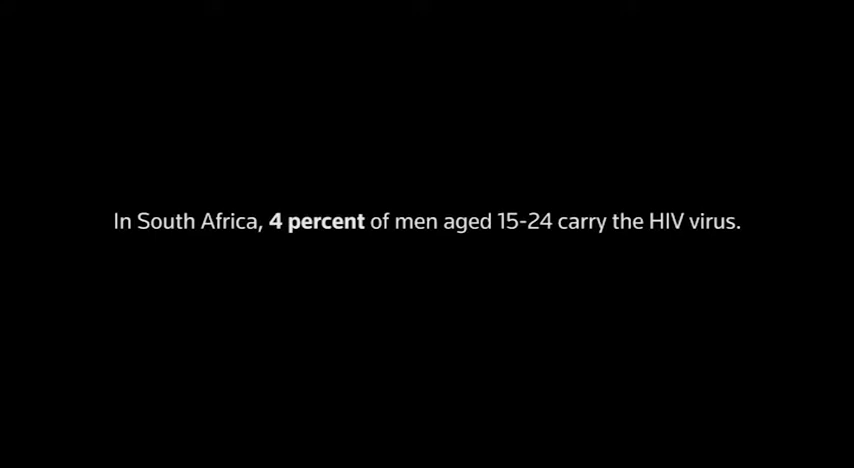 In South Africa, 4 percent of men aged 15-24 carry the HIV virus.